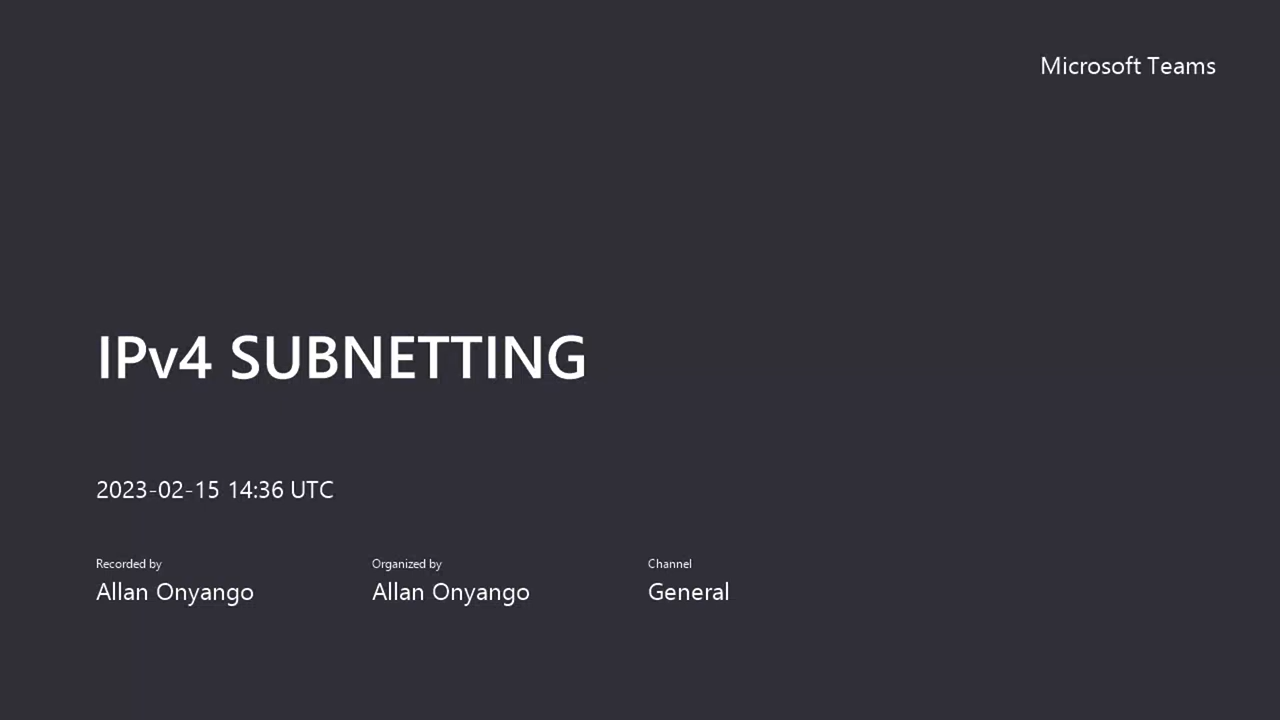 Microsoft Teams
IPv4 SUBNETTING
2023-02-15 14:36 UTC
Recorded by
Allan Onyango
Organized by
Allan Onyango
Channel
General